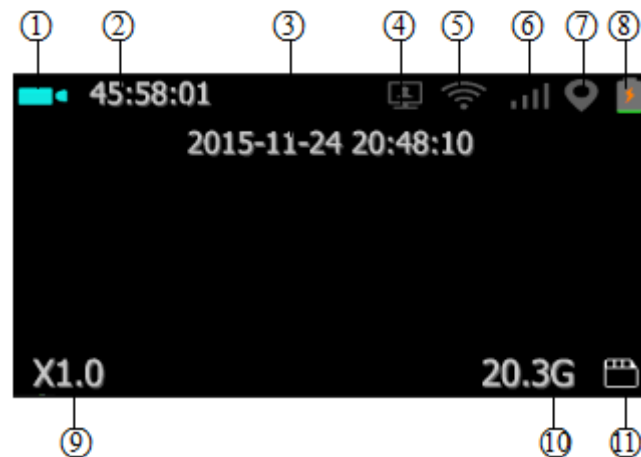 ① ② ③ ④ ⑤ ⑥ ⑦ ⑧
45:58:01
2015-11-24 20:48:10
X1.0 20.3G
⑨ ⑩ ⑪